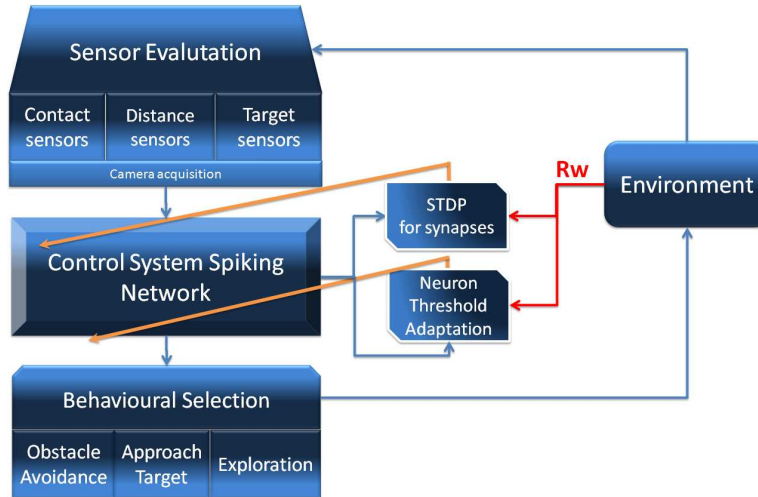 Sensor Evalutation
Contact
sensors
Distance
sensors
Target
sensors
Camera acquisition
Control System Spiking
Network
STDP
for synapses
Neuron
Threshold
Adaptation
Rw
Environment
Behavioural Selection
Obstacle
Avoidance
Approach
Target
Exploration